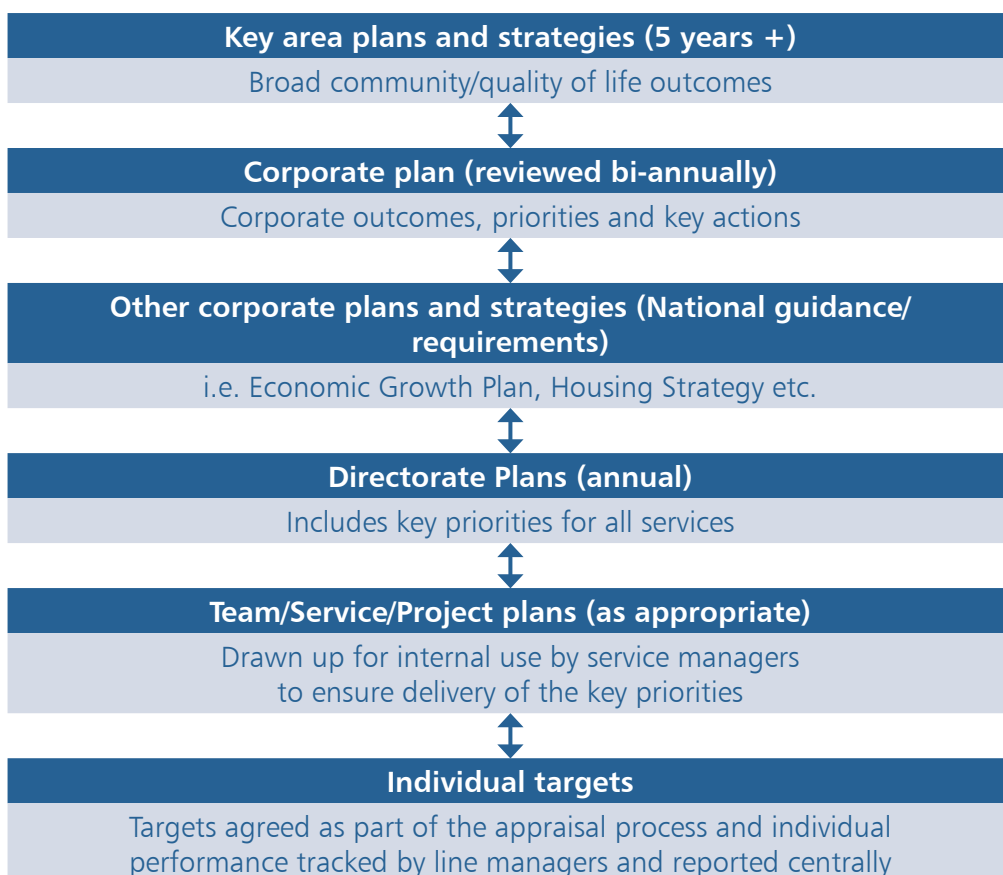 Key area plans and strategies (5 years +)
Broad community/quality of life outcomes
Corporate plan (reviewed bi-annually)
Corporate outcomes, priorities and key actions
Other corporate plans and strategies (National guidance/
requirements)
i.e. Economic Growth Plan, Housing Strategy etc.
Directorate Plans (annual)
Includes key priorities for all services
Team/Service/Project plans (as appropriate)
Drawn up for internal use by service managers
to ensure delivery of the key priorities
Individual targets
Targets agreed as part of the appraisal process and individual
performance tracked by line managers and reported centrally